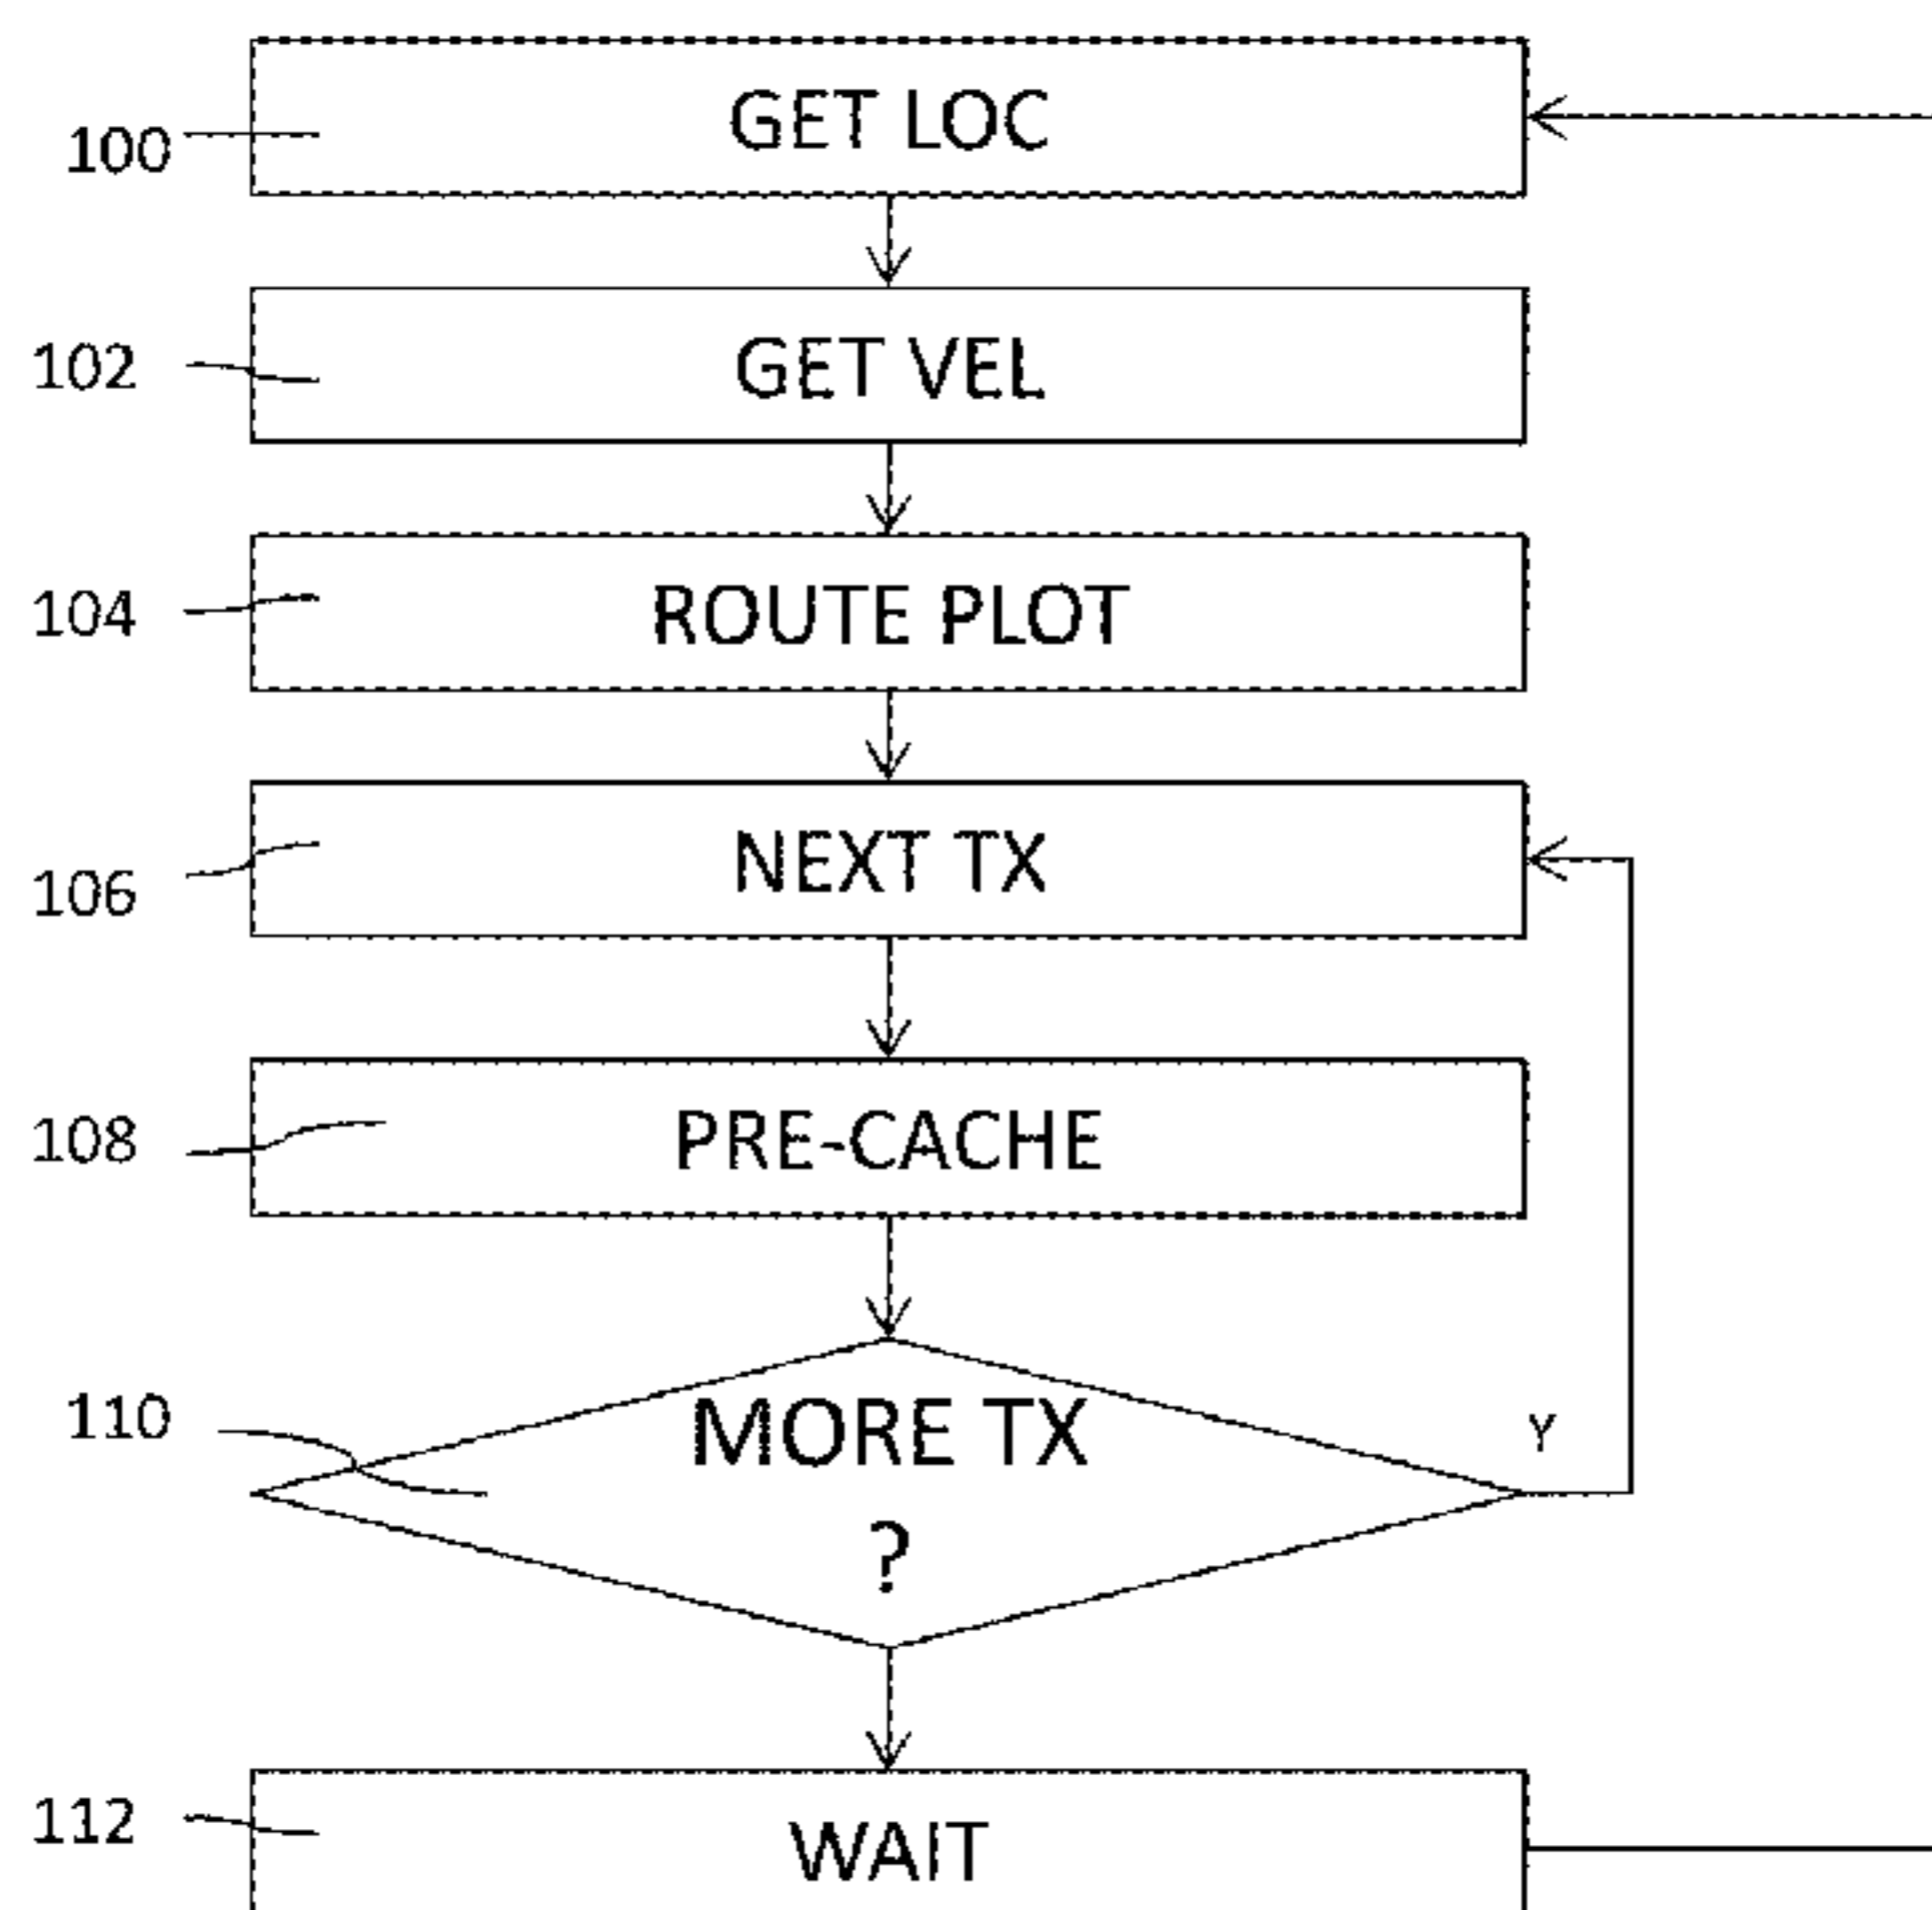 100
GET LOC
102
GET VEL
104
ROUTE PLOT
106
NEXT TX
108
PRE-CACHE
110
MORE TX
?
Y
112
WAIT